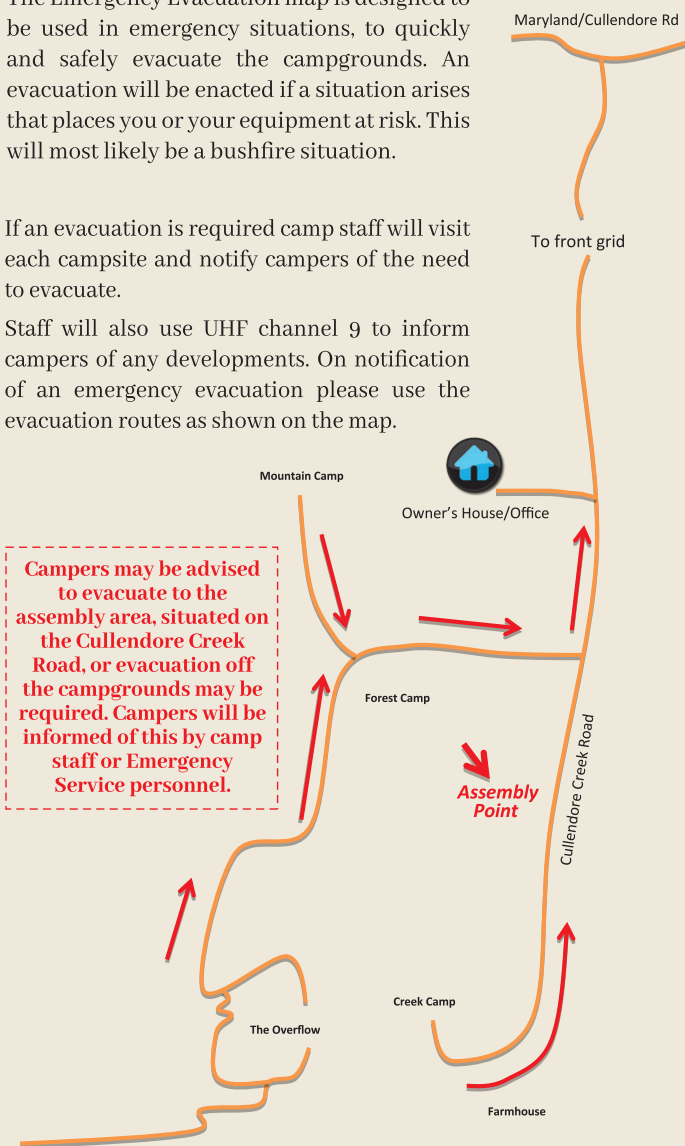 The Emergency Evacuation map is designed to
be used in emergency situations, to quickly
and safely evacuate the campgrounds. An
evacuation will be enacted if a situation arises
that places you or your equipment at risk. This
will most likely be a bushfire situation.
If an evacuation is required camp staff will visit
each campsite and notify campers of the need
to evacuate.
Staff will also use UHF channel 9 to inform
campers of any developments. On notification
of an emergency evacuation please use the
evacuation routes as shown on the map.
Maryland/Cullendore Rd
To front grid
Mountain Camp
Owner's House/Office
Campers may be advised
to evacuate to the
assembly area, situated on
the Cullendore Creek
Road, or evacuation off
the campgrounds may be
required. Campers will be
informed of this by camp
staff or Emergency
Service personnel.
Forest Camp
Assembly
Point
Cullendore Creek Road
Creek Camp
The Overflow
Farmhouse